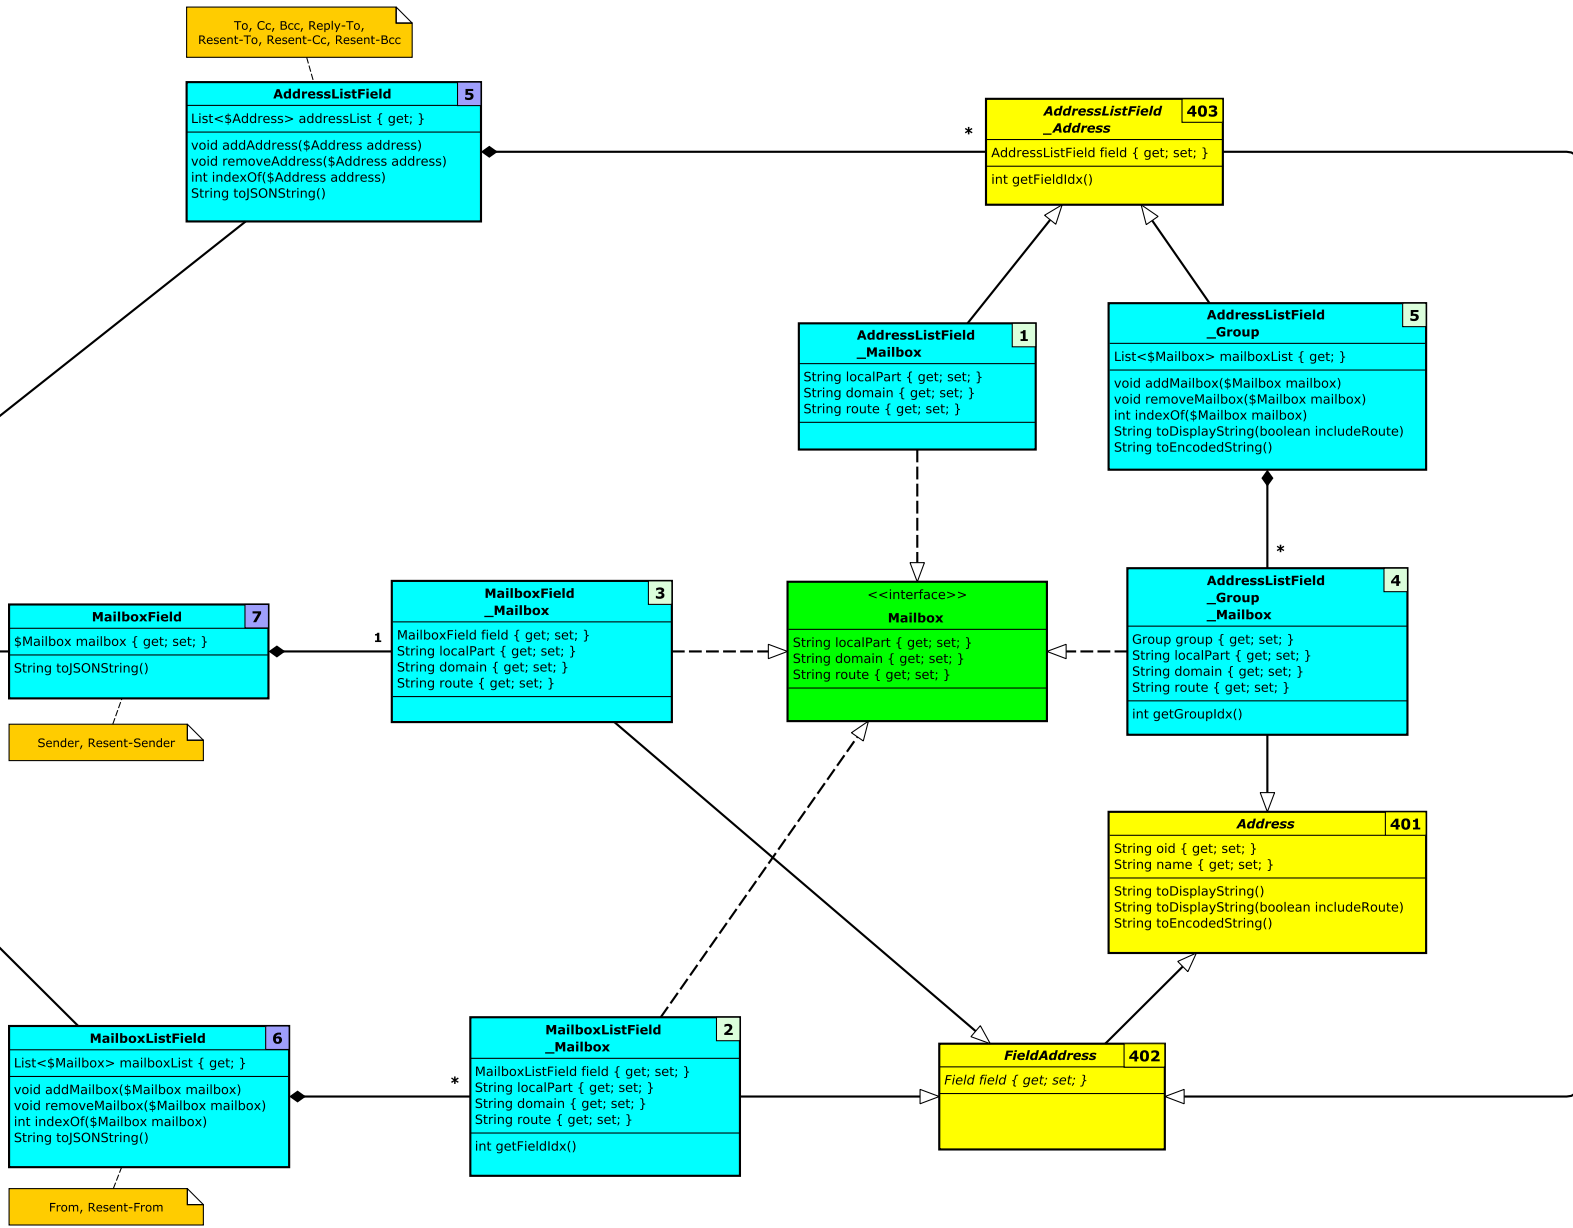 To, Cc, Bcc, Reply-To,
Resent-To, Resent-Cc, Resent-Bcc
AddressListField
5
List<$Address> addressList { get; }
void addAddress($Address address)
void removeAddress($Address address)
int indexOf($Address address)
String toJSONString()
*
AddressListField
_Address
403
AddressListField field { get; set; }
int getFieldIdx()
AddressListField
_Mailbox
1
String localPart { get; set; }
String domain { get; set; }
String route { get; set; }
AddressListField
_Group
5
List<$Mailbox> mailboxList { get; }
void addMailbox($Mailbox mailbox)
void removeMailbox($Mailbox mailbox)
int indexOf($Mailbox mailbox)
String toDisplayString(boolean includeRoute)
String toEncodedString()
*
MailboxField
7
$Mailbox mailbox { get; set; }
String toJSONString()
Sender, Resent-Sender
1
MailboxField
_Mailbox
3
MailboxField field { get; set; }
String localPart { get; set; }
String domain { get; set; }
String route { get; set; }
<<interface>>
Mailbox
String localPart { get; set; }
String domain { get; set; }
String route { get; set; }
AddressListField
_Group
_Mailbox
4
Group group { get; set; }
String localPart { get; set; }
String domain { get; set; }
String route { get; set; }
int getGroupIdx()
Address
401
String oid { get; set; }
String name { get; set; }
String toDisplayString()
String toDisplayString(boolean includeRoute)
String toEncodedString()
MailboxListField
6
List<$Mailbox> mailboxList { get; }
void addMailbox($Mailbox mailbox)
void removeMailbox($Mailbox mailbox)
int indexOf($Mailbox mailbox)
String toJSONString()
From, Resent-From
*
MailboxListField
_Mailbox
2
MailboxListField field { get; set; }
String localPart { get; set; }
String domain { get; set; }
String route { get; set; }
int getFieldIdx()
FieldAddress
402
Field field { get; set; }